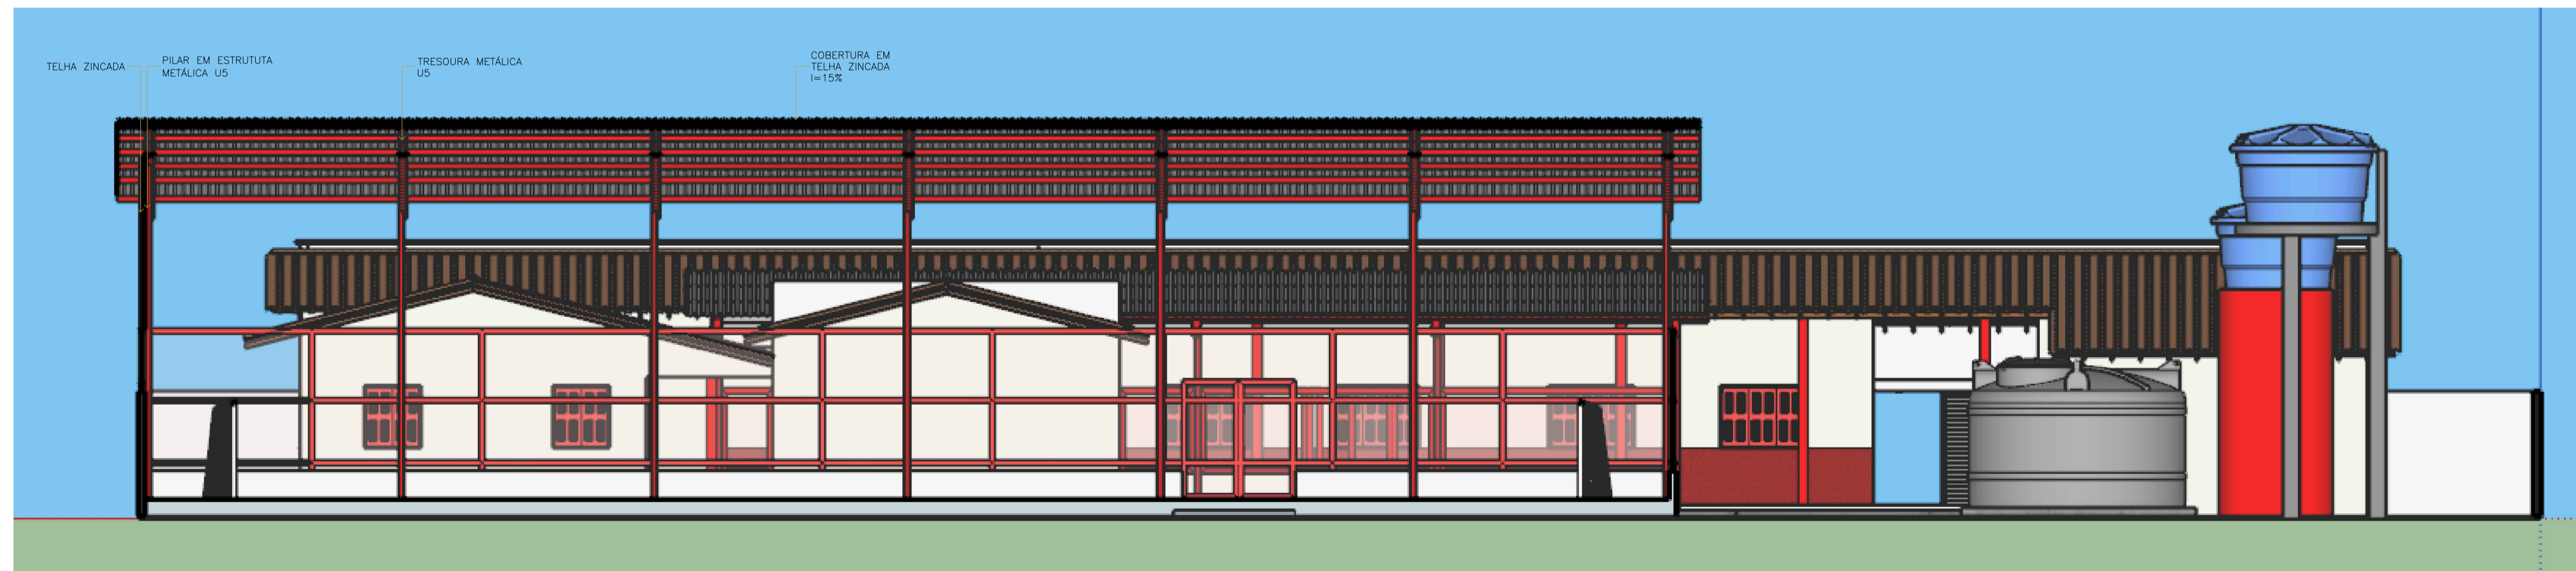 TELHA ZINCADA
PILAR EM ESTRUTUTA
METÁLICA U5
TRESOURA METÁLICA
U5
COBERTURA EM
TELHA ZINCADA
I=15%